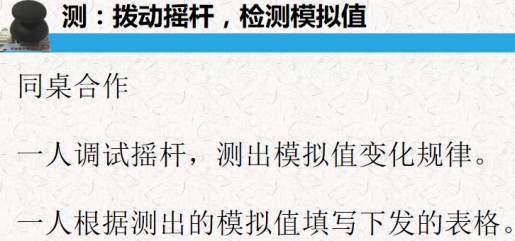 测：拨动摇杆，检测模拟值
同桌合作
一人调试摇杆，测出模拟值变化规律。
一人根据测出的模拟值填写下发的表格。